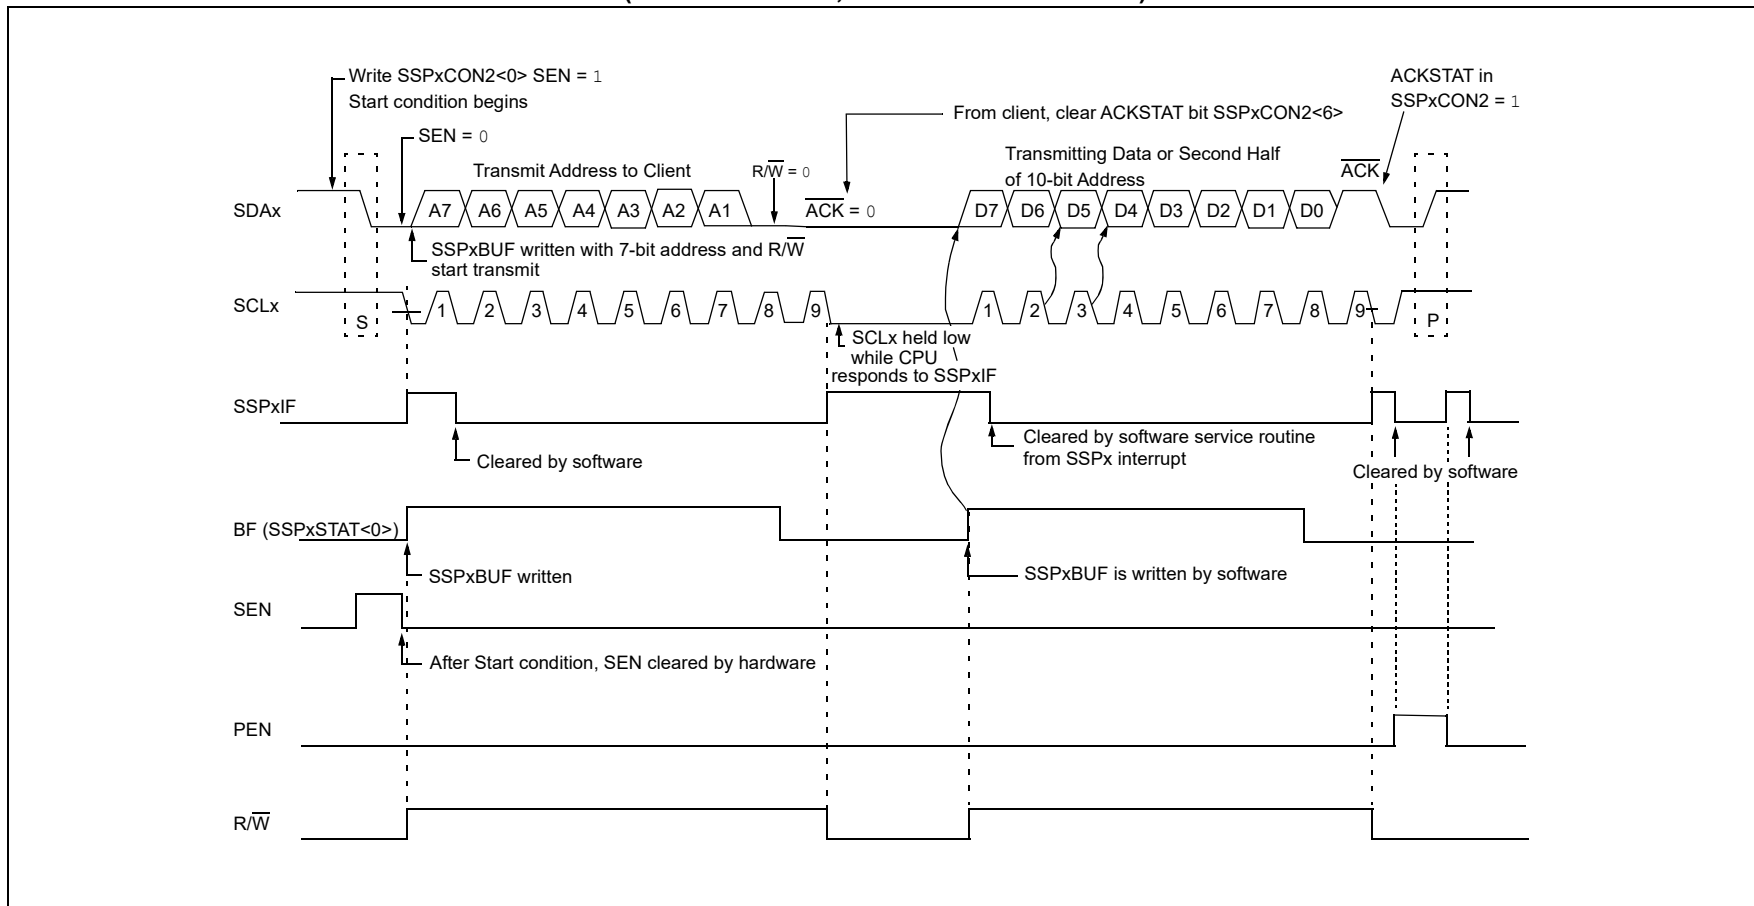 Write SSPxCON2<0> SEN = 1
Start condition begins
ACKSTAT in
SSPxCON2 = 1
From client, clear ACKSTAT bit SSPxCON2<6>
SEN = 0
Transmit Address to Client
R/W̅ = 0
Transmitting Data or Second Half
of 10-bit Address
A̅C̅K̅
SDAx
A7 A6 A5 A4 A3 A2 A1
A̅C̅K̅ = 0
D7 D6 D5 D4 D3 D2 D1 D0
SSPxBUF written with 7-bit address and R/W̅
start transmit
SCLx
S
1 2 3 4 5 6 7 8 9
1 2 3 4 5 6 7 8 9
P
SCLx held low
while CPU
responds to SSPxIF
SSPxIF
Cleared by software
Cleared by software service routine
from SSPx interrupt
Cleared by software
BF (SSPxSTAT<0>)
SSPxBUF written
SSPxBUF is written by software
SEN
After Start condition, SEN cleared by hardware
PEN
R/W̅